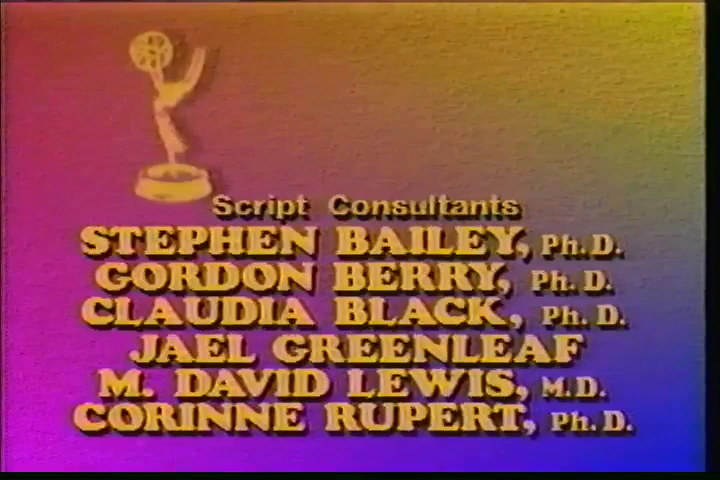 Script Consultants
STEPHEN BAILEY, Ph.D.
GORDON BERRY, Ph.D.
CLAUDIA BLACK, Ph.D.
JAEL GREENLEAF
M. DAVID LEWIS, M.D.
CORINNE RUPERT, Ph.D.